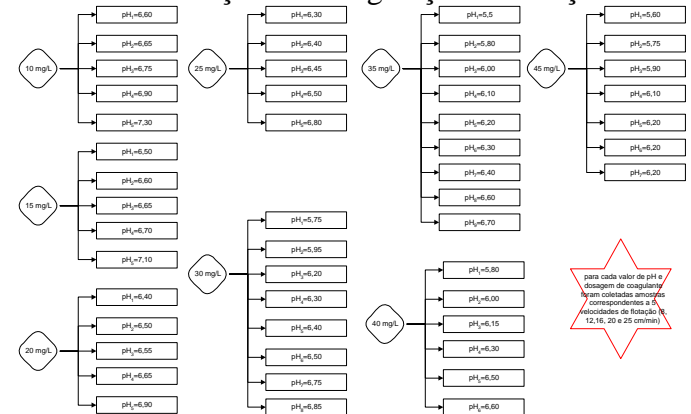 10 mg/L
pH₁=6,60
pH₂=6,65
pH₃=6,75
pH₄=6,90
pH₅=7,30
15 mg/L
pH₁=6,50
pH₂=6,60
pH₃=6,65
pH₄=6,70
pH₅=7,10
20 mg/L
pH₁=6,40
pH₂=6,50
pH₃=6,55
pH₄=6,65
pH₅=6,90
25 mg/L
pH₁=6,30
pH₂=6,40
pH₃=6,45
pH₄=6,50
pH₅=6,80
30 mg/L
pH₁=5,75
pH₂=5,95
pH₃=6,20
pH₄=6,30
pH₅=6,40
pH₆=6,50
pH₇=6,75
pH₈=6,85
35 mg/L
pH₁=5,5
pH₂=5,80
pH₃=6,00
pH₄=6,10
pH₅=6,20
pH₆=6,30
pH₇=6,40
pH₈=6,60
pH₉=6,70
40 mg/L
pH₁=5,80
pH₂=6,00
pH₃=6,15
pH₄=6,30
pH₅=6,50
pH₆=6,60
45 mg/L
pH₁=5,60
pH₂=5,75
pH₃=5,90
pH₄=6,10
pH₅=6,20
pH₆=6,20
pH₇=6,20
para cada valor de pH e
dosagem de coagulante
foram coletadas amostras
correspondentes a 5
velocidades de flotação (8,
12,16, 20 e 25 cm/min)